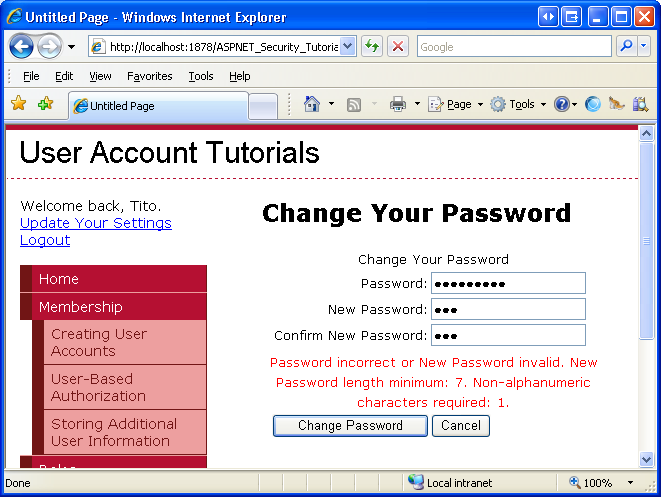 Untitled Page - Windows Internet Explorer
http://localhost:1878/ASPNET_Security_Tutoria
Google
File Edit View Favorites Tools Help
Untitled Page
Page Tools
User Account Tutorials
Welcome back, Tito.
Update Your Settings
Logout
Home
Membership
Creating User
Accounts
User-Based
Authorization
Storing Additional
User Information
Roles
Change Your Password
Change Your Password
Password:
New Password:
Confirm New Password:
Password incorrect or New Password invalid. New
Password length minimum: 7. Non-alphanumeric
characters required: 1.
Change Password Cancel
Done Local intranet 100%